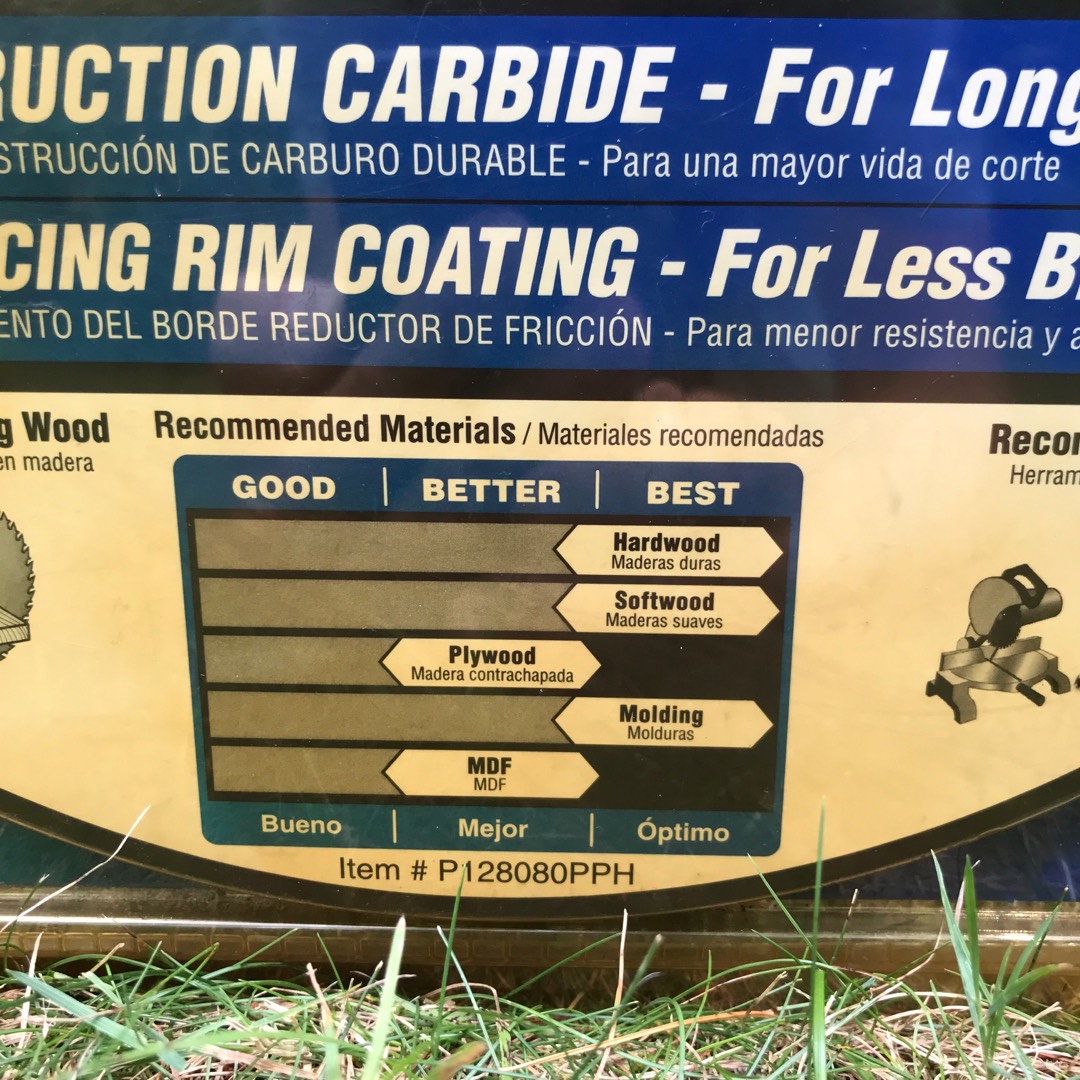 RUCTION CARBIDE - For Long
STRUCCIÓN DE CARBURO DURABLE - Para una mayor vida de corte
CING RIM COATING - For Less B
ENTO DEL BORDE REDUCTOR DE FRICCIÓN - Para menor resistencia y a
g Wood
en madera
Recommended Materials / Materiales recomendadas
Recor
Herram
GOOD | BETTER | BEST
Hardwood
Maderas duras
Softwood
Maderas suaves
Plywood
Madera contrachapada
Molding
Molduras
MDF
MDF
Bueno | Mejor | Óptimo
Item # P128080PPH